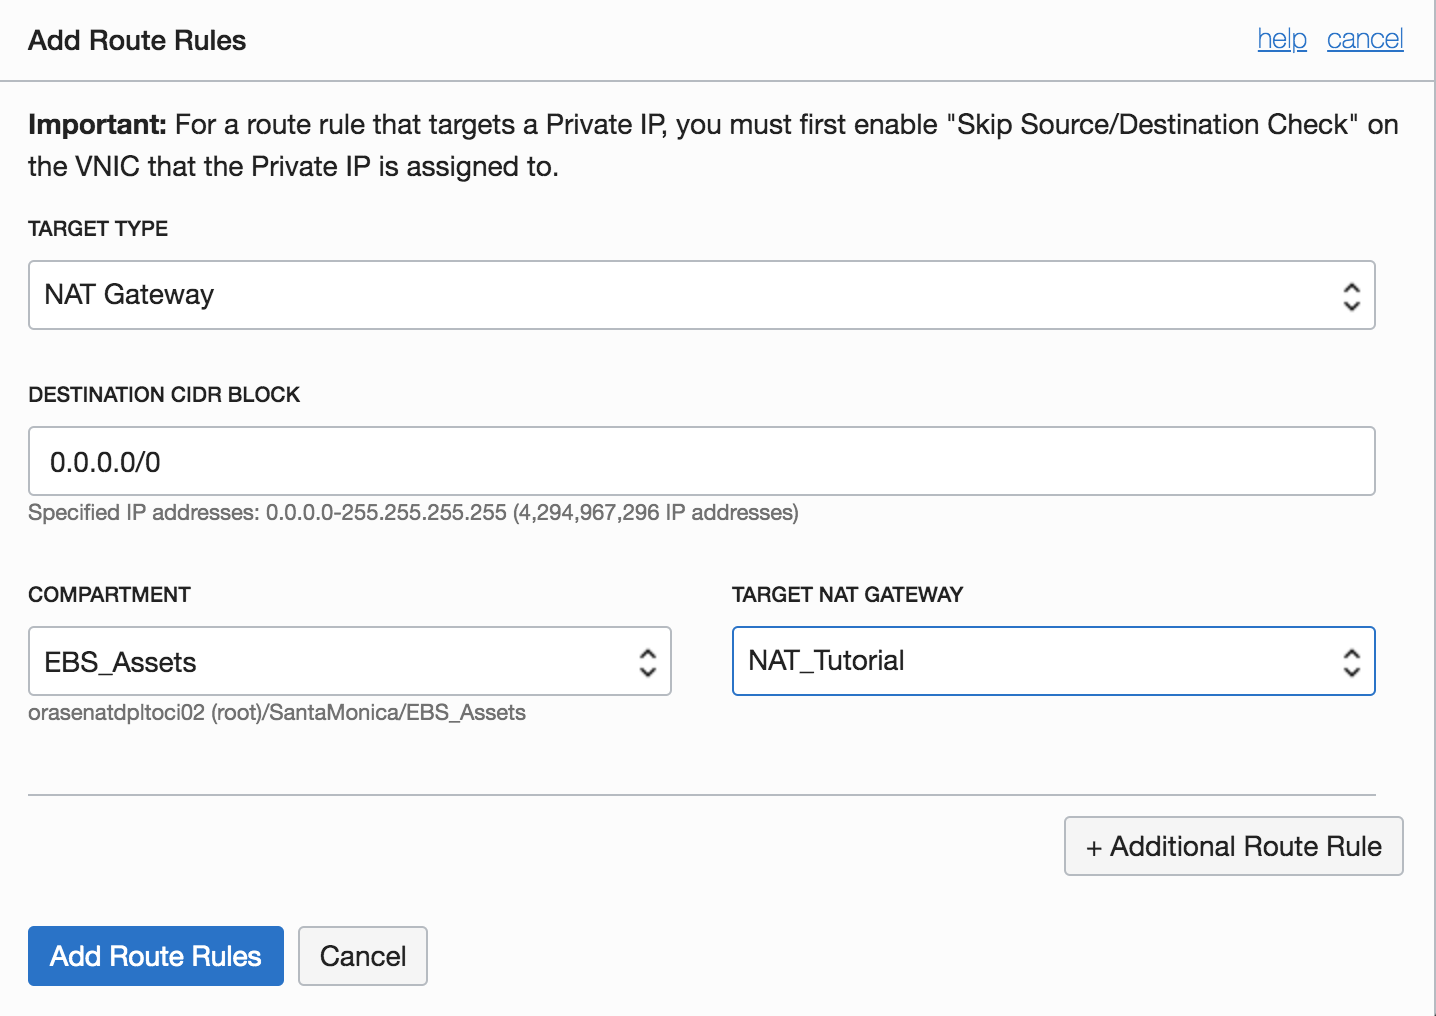 Add Route Rules
help cancel
Important: For a route rule that targets a Private IP, you must first enable "Skip Source/Destination Check" on
the VNIC that the Private IP is assigned to.
TARGET TYPE
NAT Gateway
DESTINATION CIDR BLOCK
0.0.0.0/0
Specified IP addresses: 0.0.0.0-255.255.255.255 (4,294,967,296 IP addresses)
COMPARTMENT
EBS_Assets
orasenatdpltoci02 (root)/SantaMonica/EBS_Assets
TARGET NAT GATEWAY
NAT_Tutorial
+ Additional Route Rule
Add Route Rules
Cancel